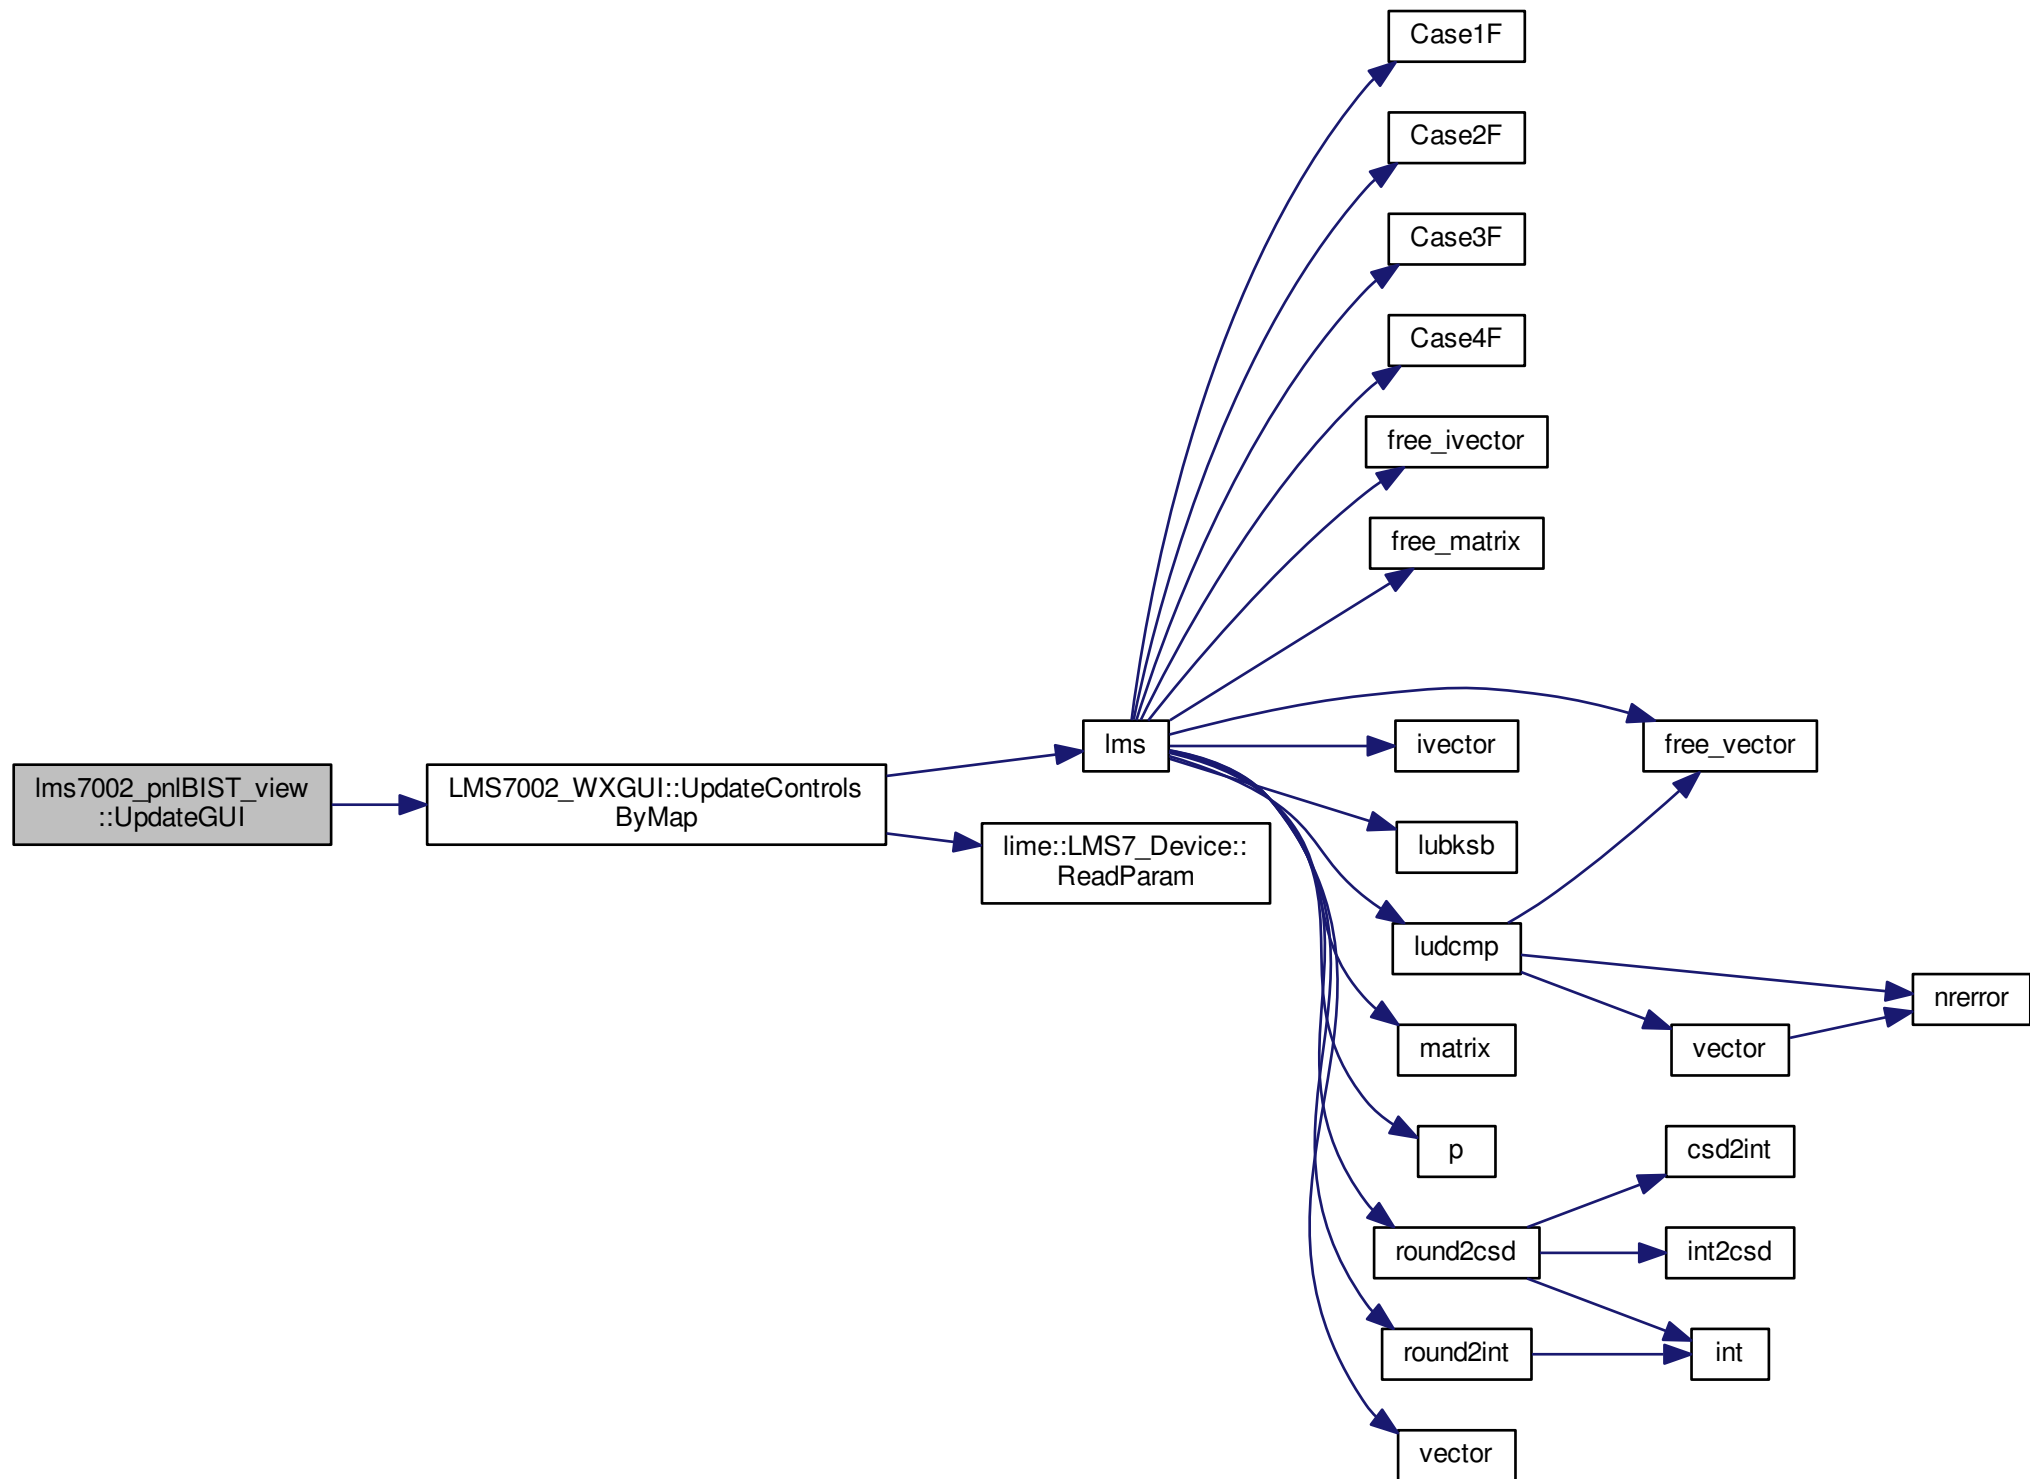 Case1F
Case2F
Case3F
Case4F
free_ivector
free_matrix
lms
ivector
free_vector
lms7002_pnlBIST_view
::UpdateGUI
LMS7002_WXGUI::UpdateControls
ByMap
lime::LMS7_Device::
ReadParam
lubksb
ludcmp
nrerror
matrix
vector
p
csd2int
round2csd
int2csd
round2int
int
vector